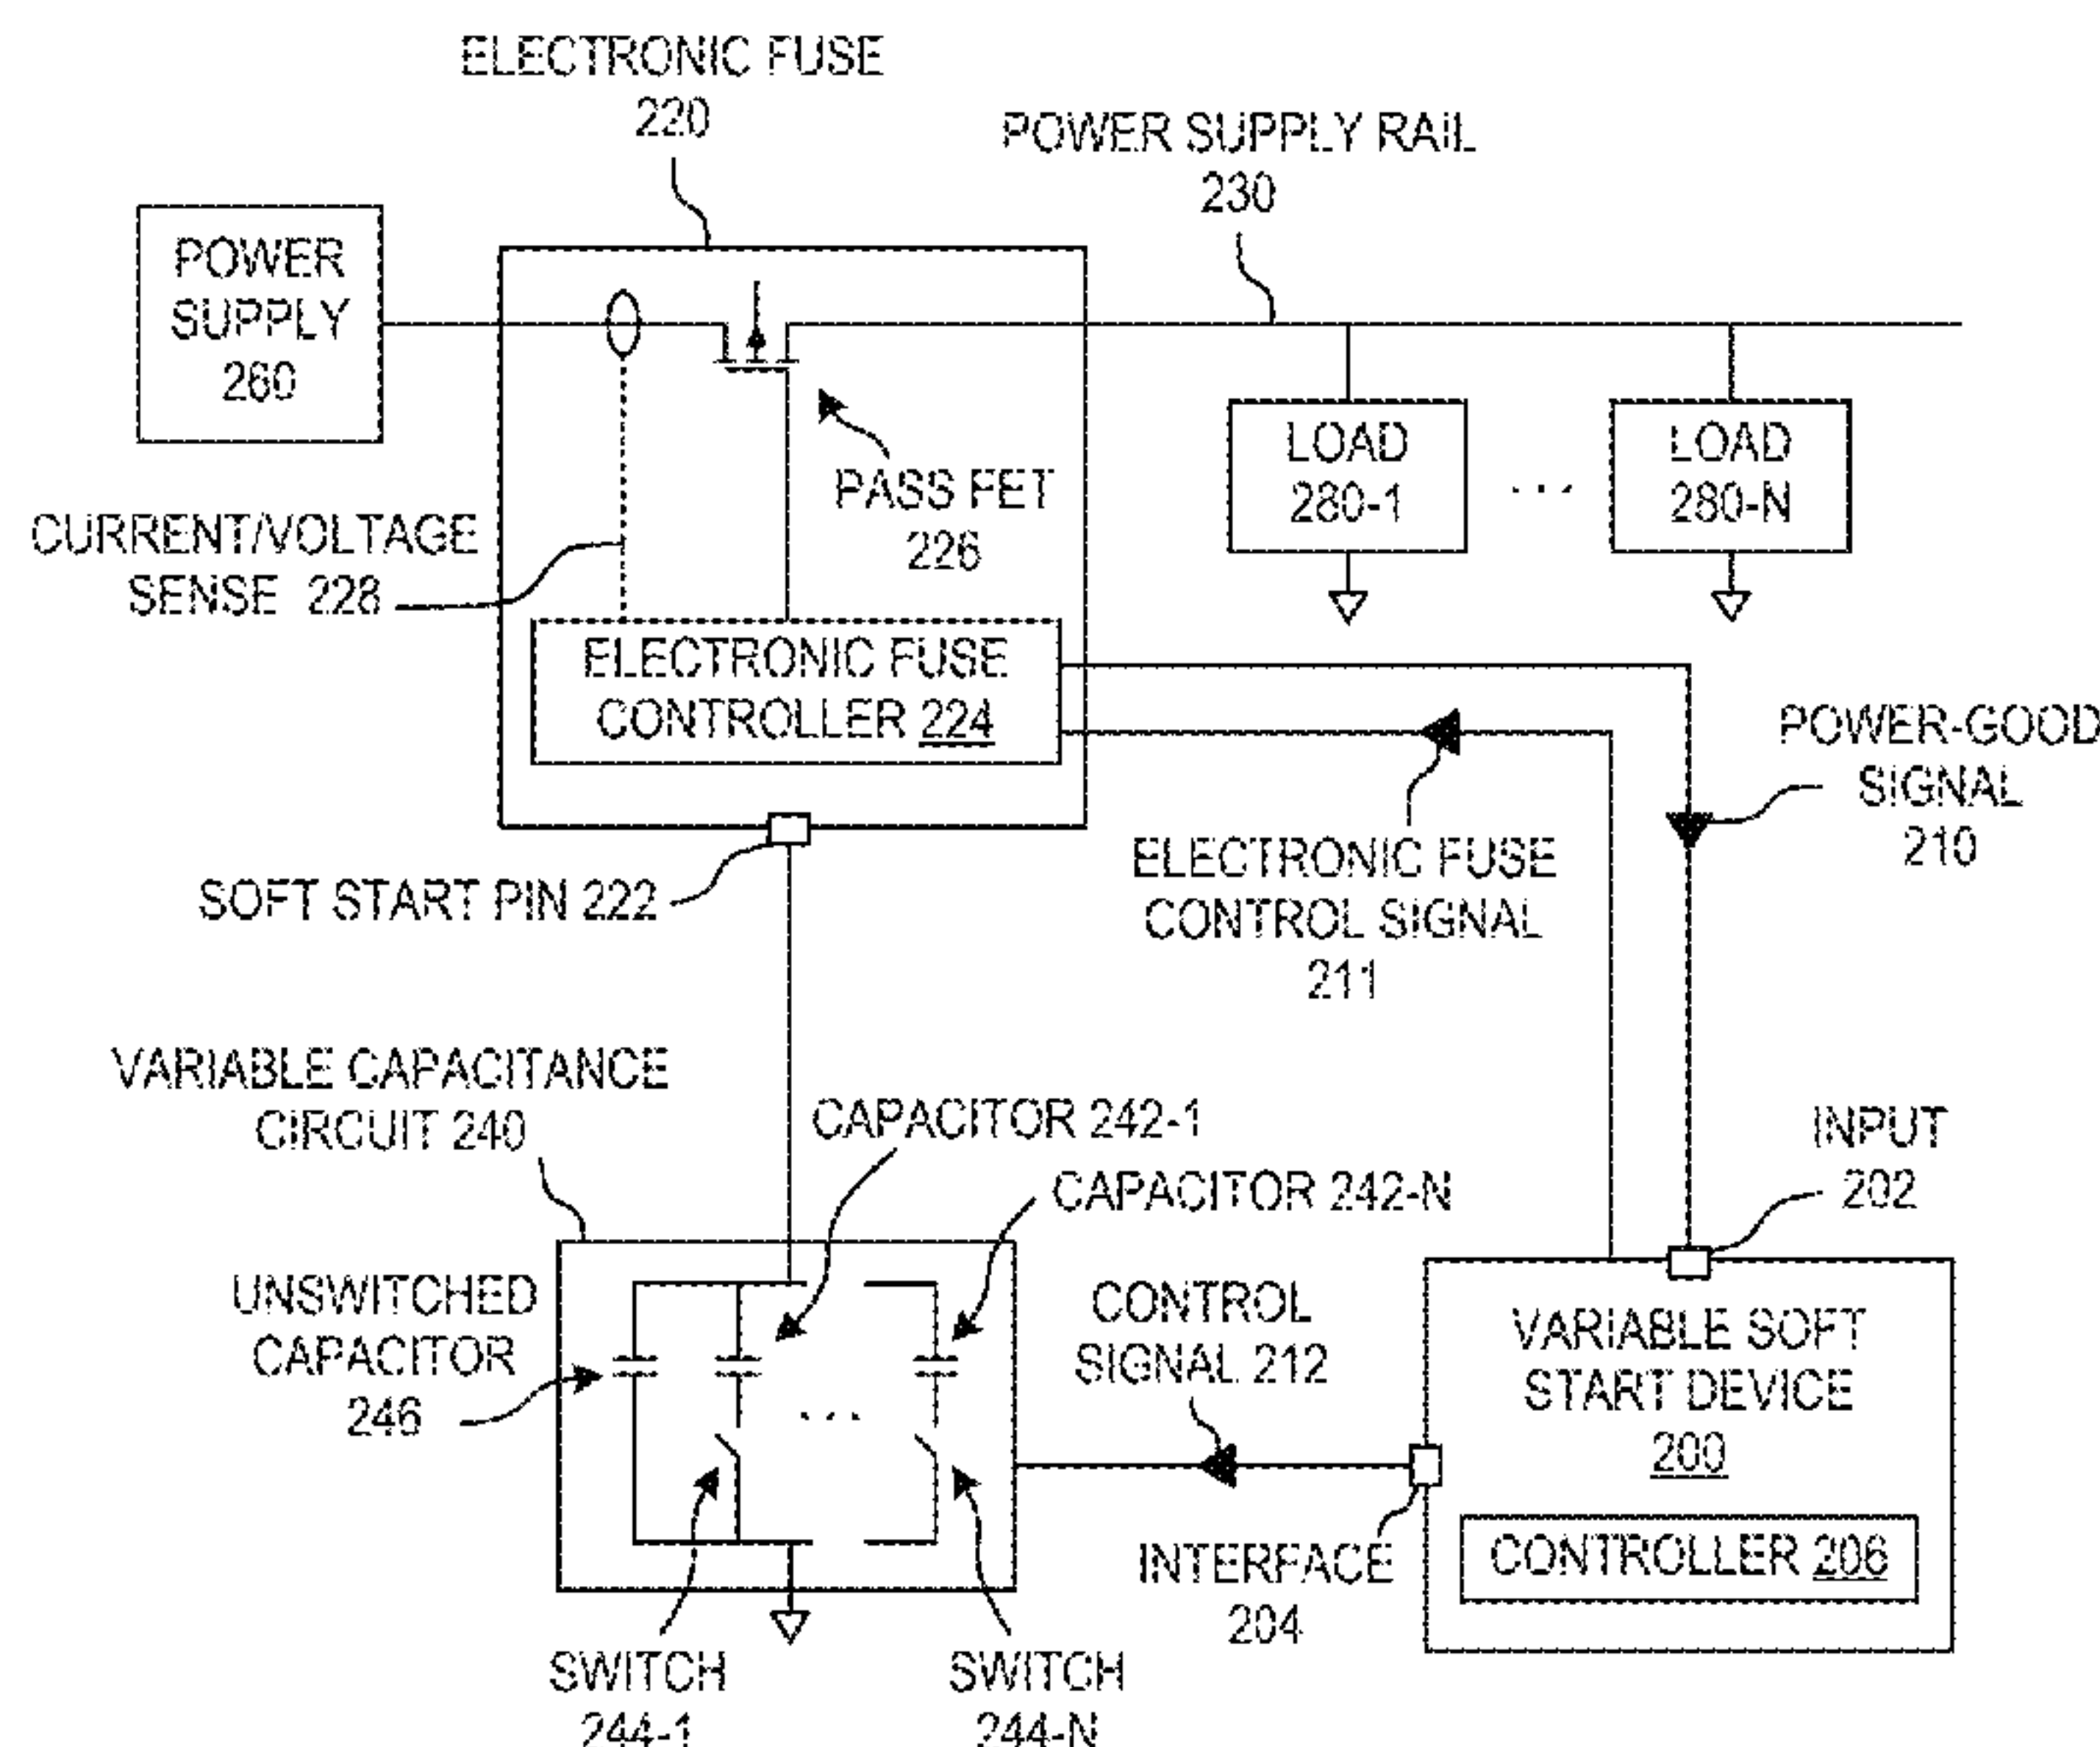 ELECTRONIC FUSE
220
POWER SUPPLY RAIL
230
POWER
SUPPLY
260
PASS FET
226
LOAD
280-1
...
LOAD
280-N
CURRENT/VOLTAGE
SENSE 228
ELECTRONIC FUSE
CONTROLLER 224
POWER-GOOD
SIGNAL
210
ELECTRONIC FUSE
CONTROL SIGNAL
211
SOFT START PIN 222
VARIABLE CAPACITANCE
CIRCUIT 240
CAPACITOR 242-1
CAPACITOR 242-N
INPUT
202
UNSWITCHED
CAPACITOR
246
...
CONTROL
SIGNAL 212
VARIABLE SOFT
START DEVICE
200
CONTROLLER 206
INTERFACE
204
SWITCH
244-1
SWITCH
244-N